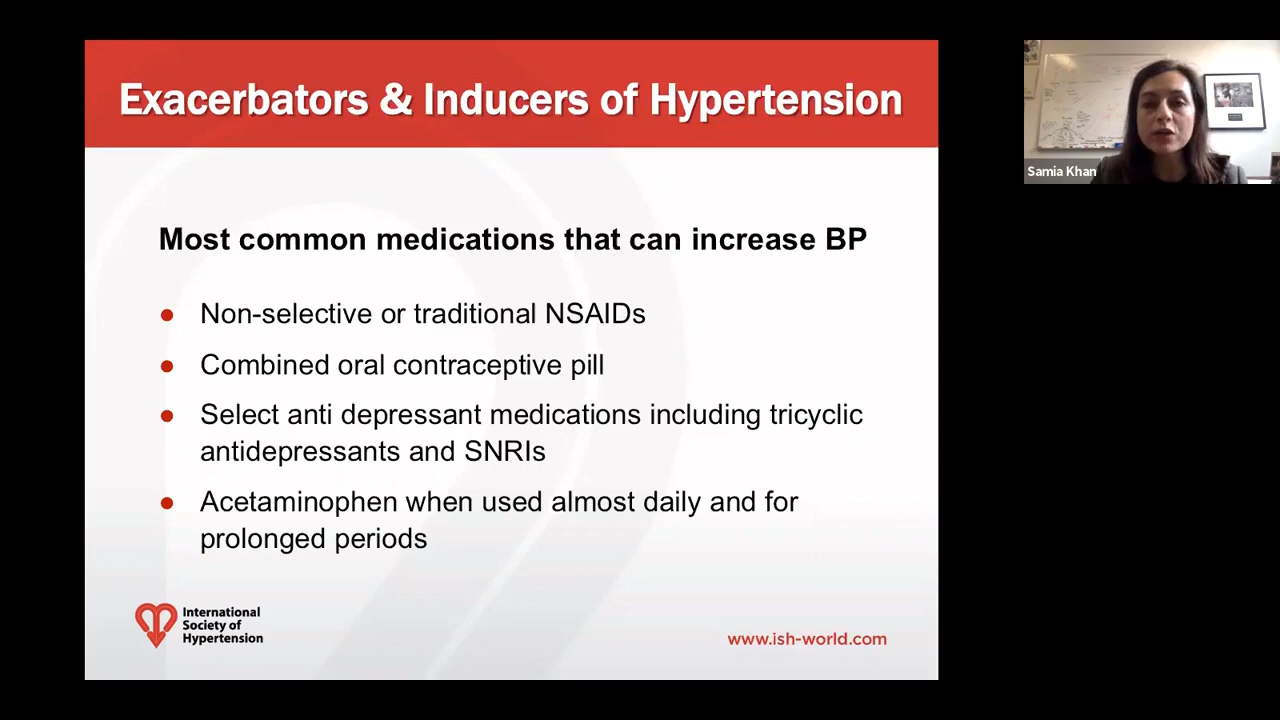 Exacerbators & Inducers of Hypertension
Most common medications that can increase BP
● Non-selective or traditional NSAIDs
● Combined oral contraceptive pill
● Select anti depressant medications including tricyclic
antidepressants and SNRIs
● Acetaminophen when used almost daily and for
prolonged periods
International
Society of
Hypertension
www.ish-world.com
Samia Khan